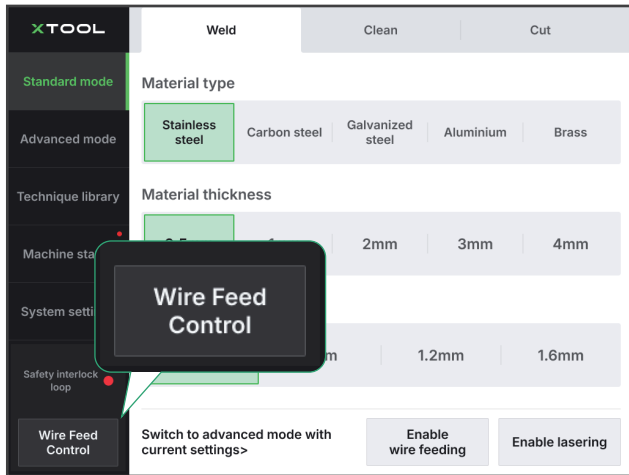 XTOOL
Weld
Clean
Cut
Standard mode
Advanced mode
Technique library
Machine
System
Safety interlock
loop
Wire Feed
Control
Material type
Stainless
steel
Carbon steel
Galvanized
steel
Aluminium
Brass
Material thickness
2mm
3mm
4mm
Wire Feed
Control
1.2mm
1.6mm
Switch to advanced mode with
current settings>
Enable
wire feeding
Enable lasering